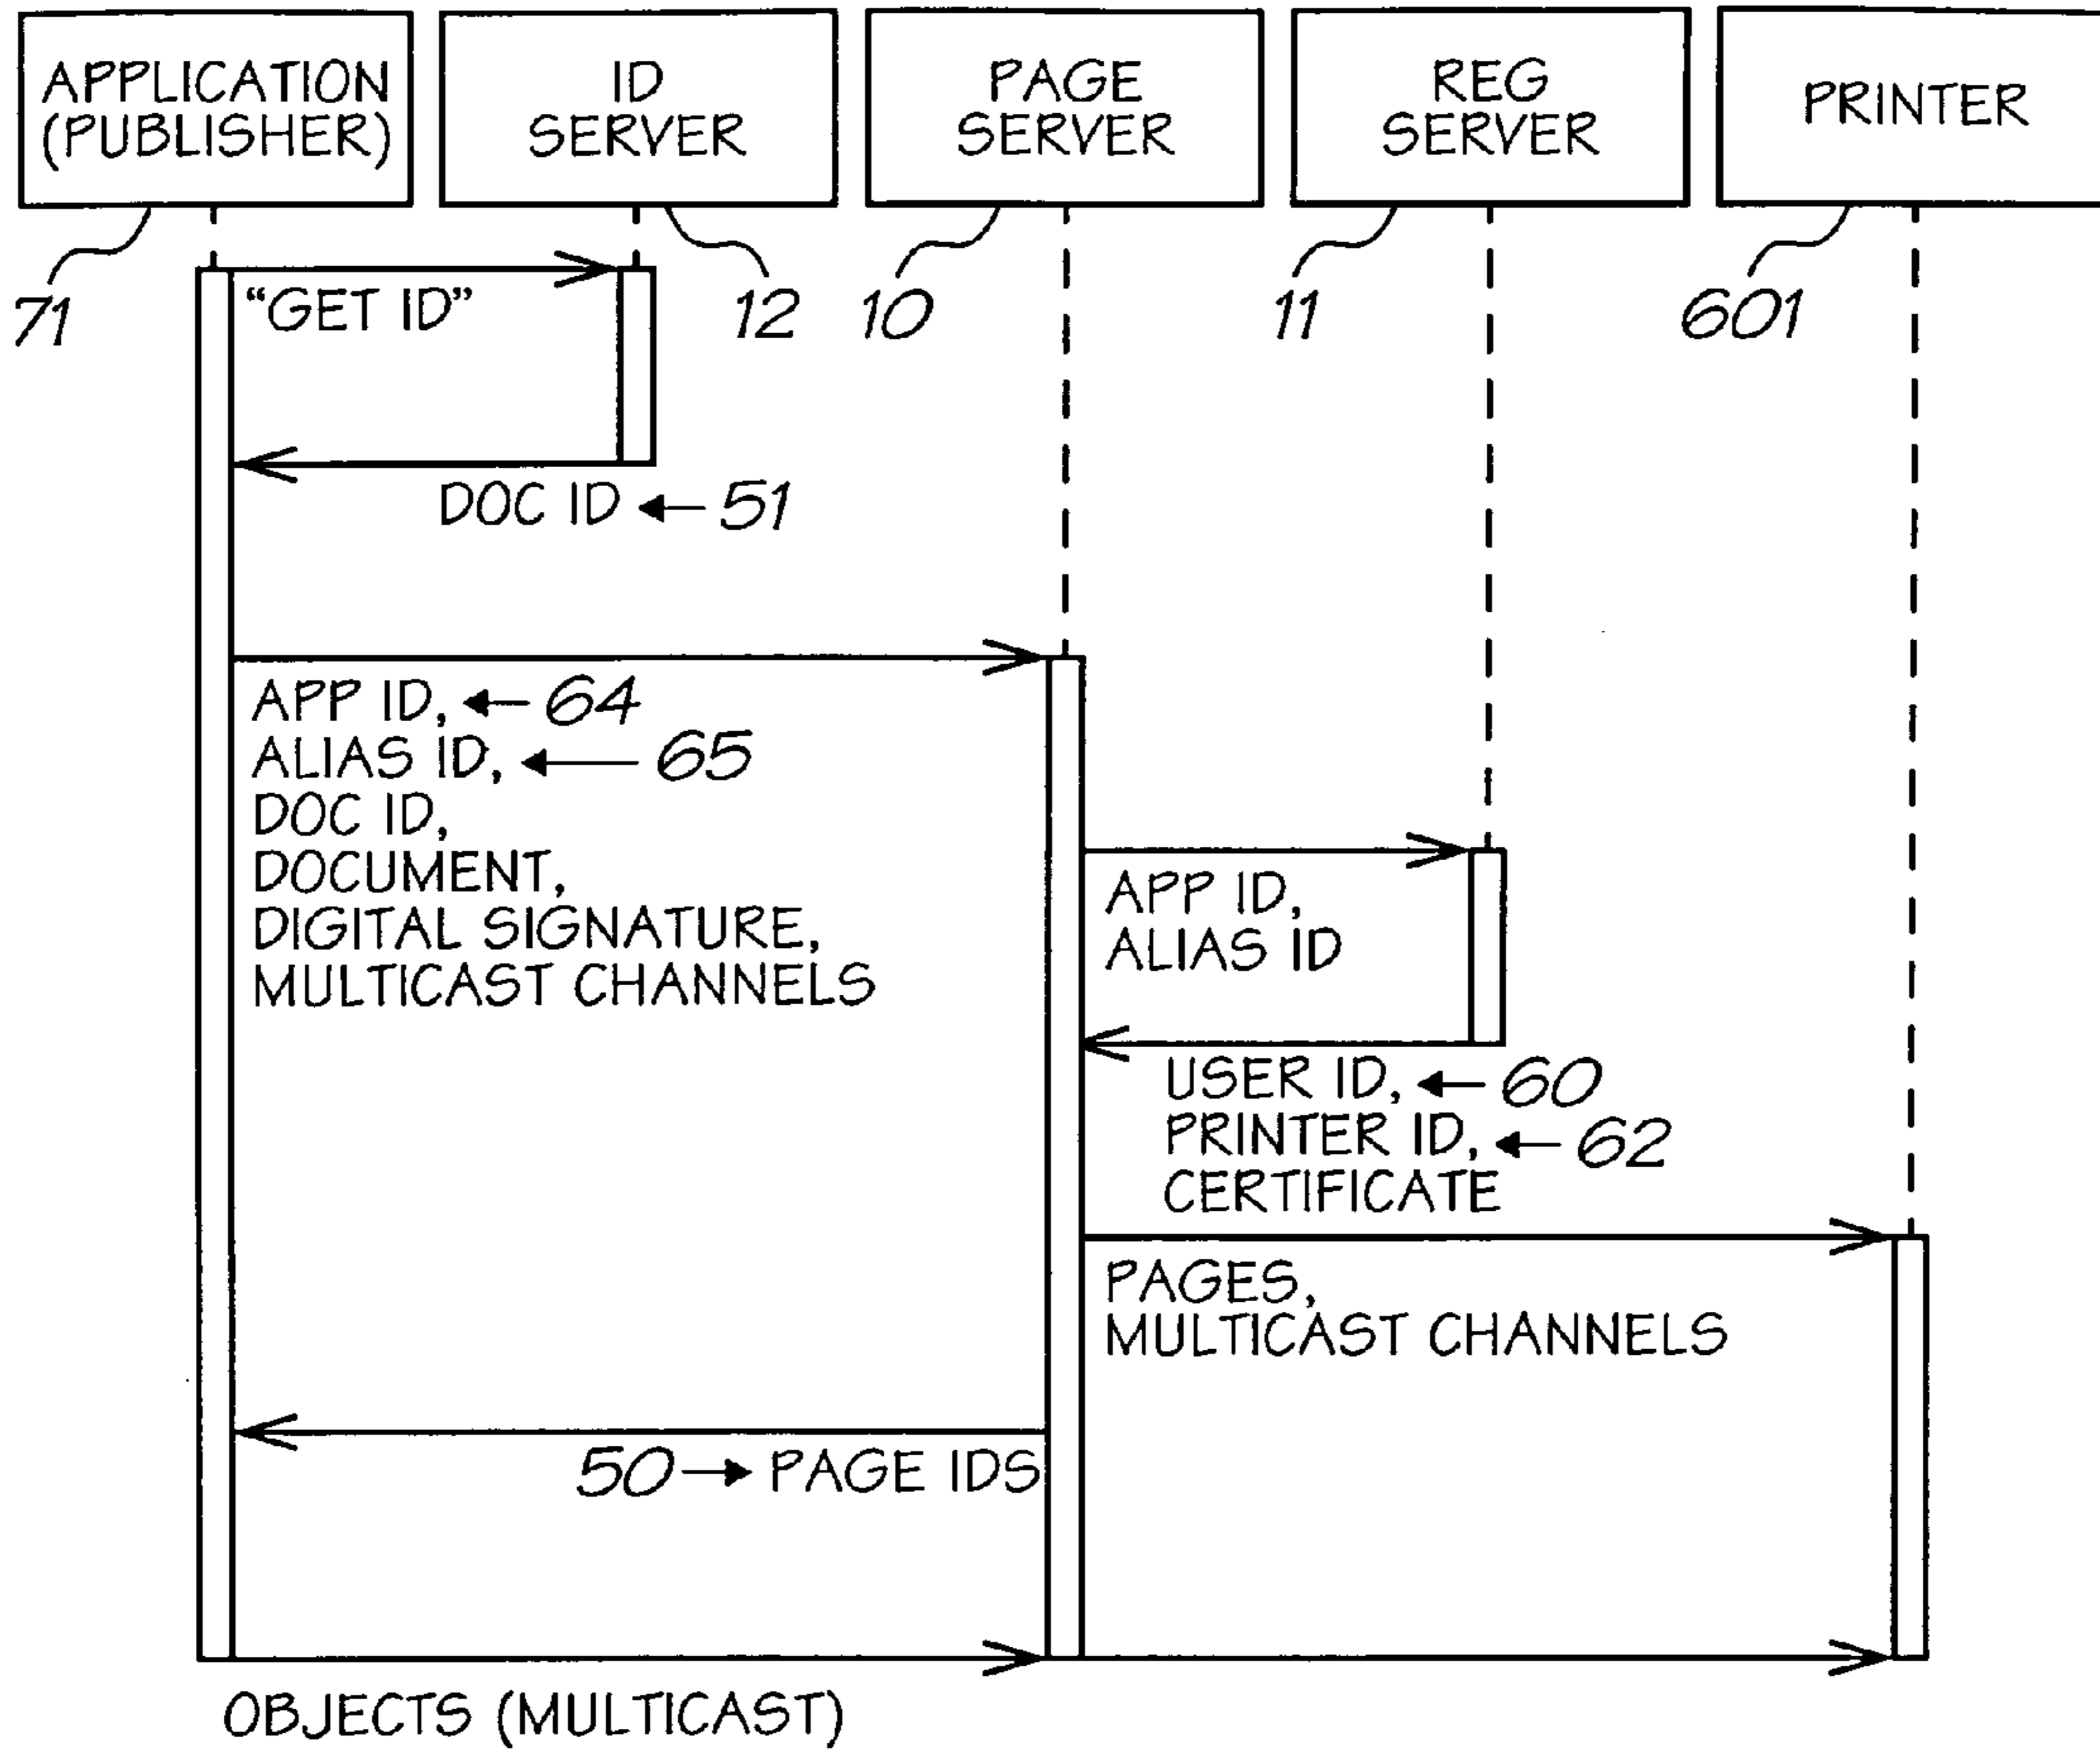 APPLICATION
(PUBLISHER)
ID
SERVER
PAGE
SERVER
REG
SERVER
PRINTER
71
12
10
11
601
“GET ID”
DOC ID
51
APP ID,
64
ALIAS ID,
65
DOC ID,
DOCUMENT,
DIGITAL SIGNATURE,
MULTICAST CHANNELS
APP ID,
ALIAS ID
USER ID,
60
PRINTER ID,
62
CERTIFICATE
PAGES,
MULTICAST CHANNELS
50
PAGE IDS
OBJECTS (MULTICAST)